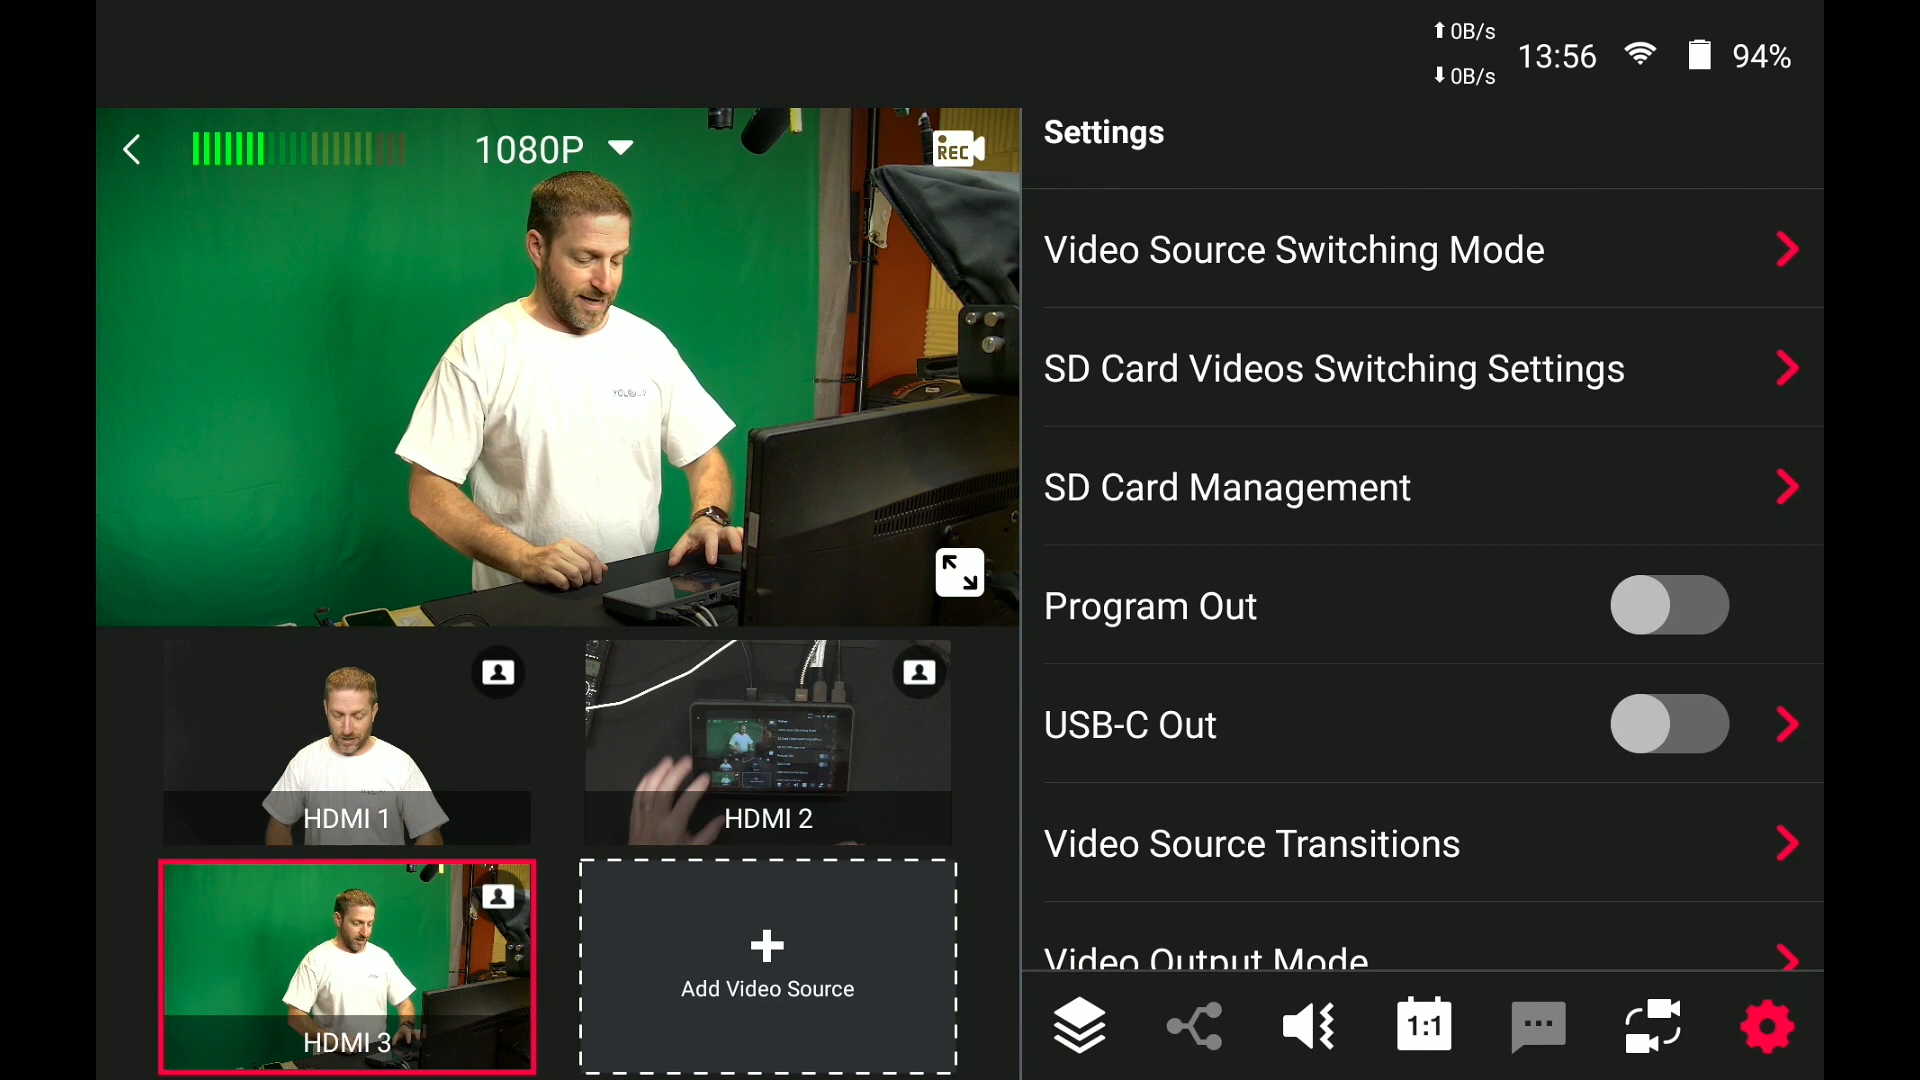 0B/s
0B/s
13:56
94%
1080P
REC
Settings
Video Source Switching Mode
SD Card Videos Switching Settings
SD Card Management
Program Out
USB-C Out
Video Source Transitions
Video Output Mode
HDMI 1
HDMI 2
HDMI 3
Add Video Source
1:1